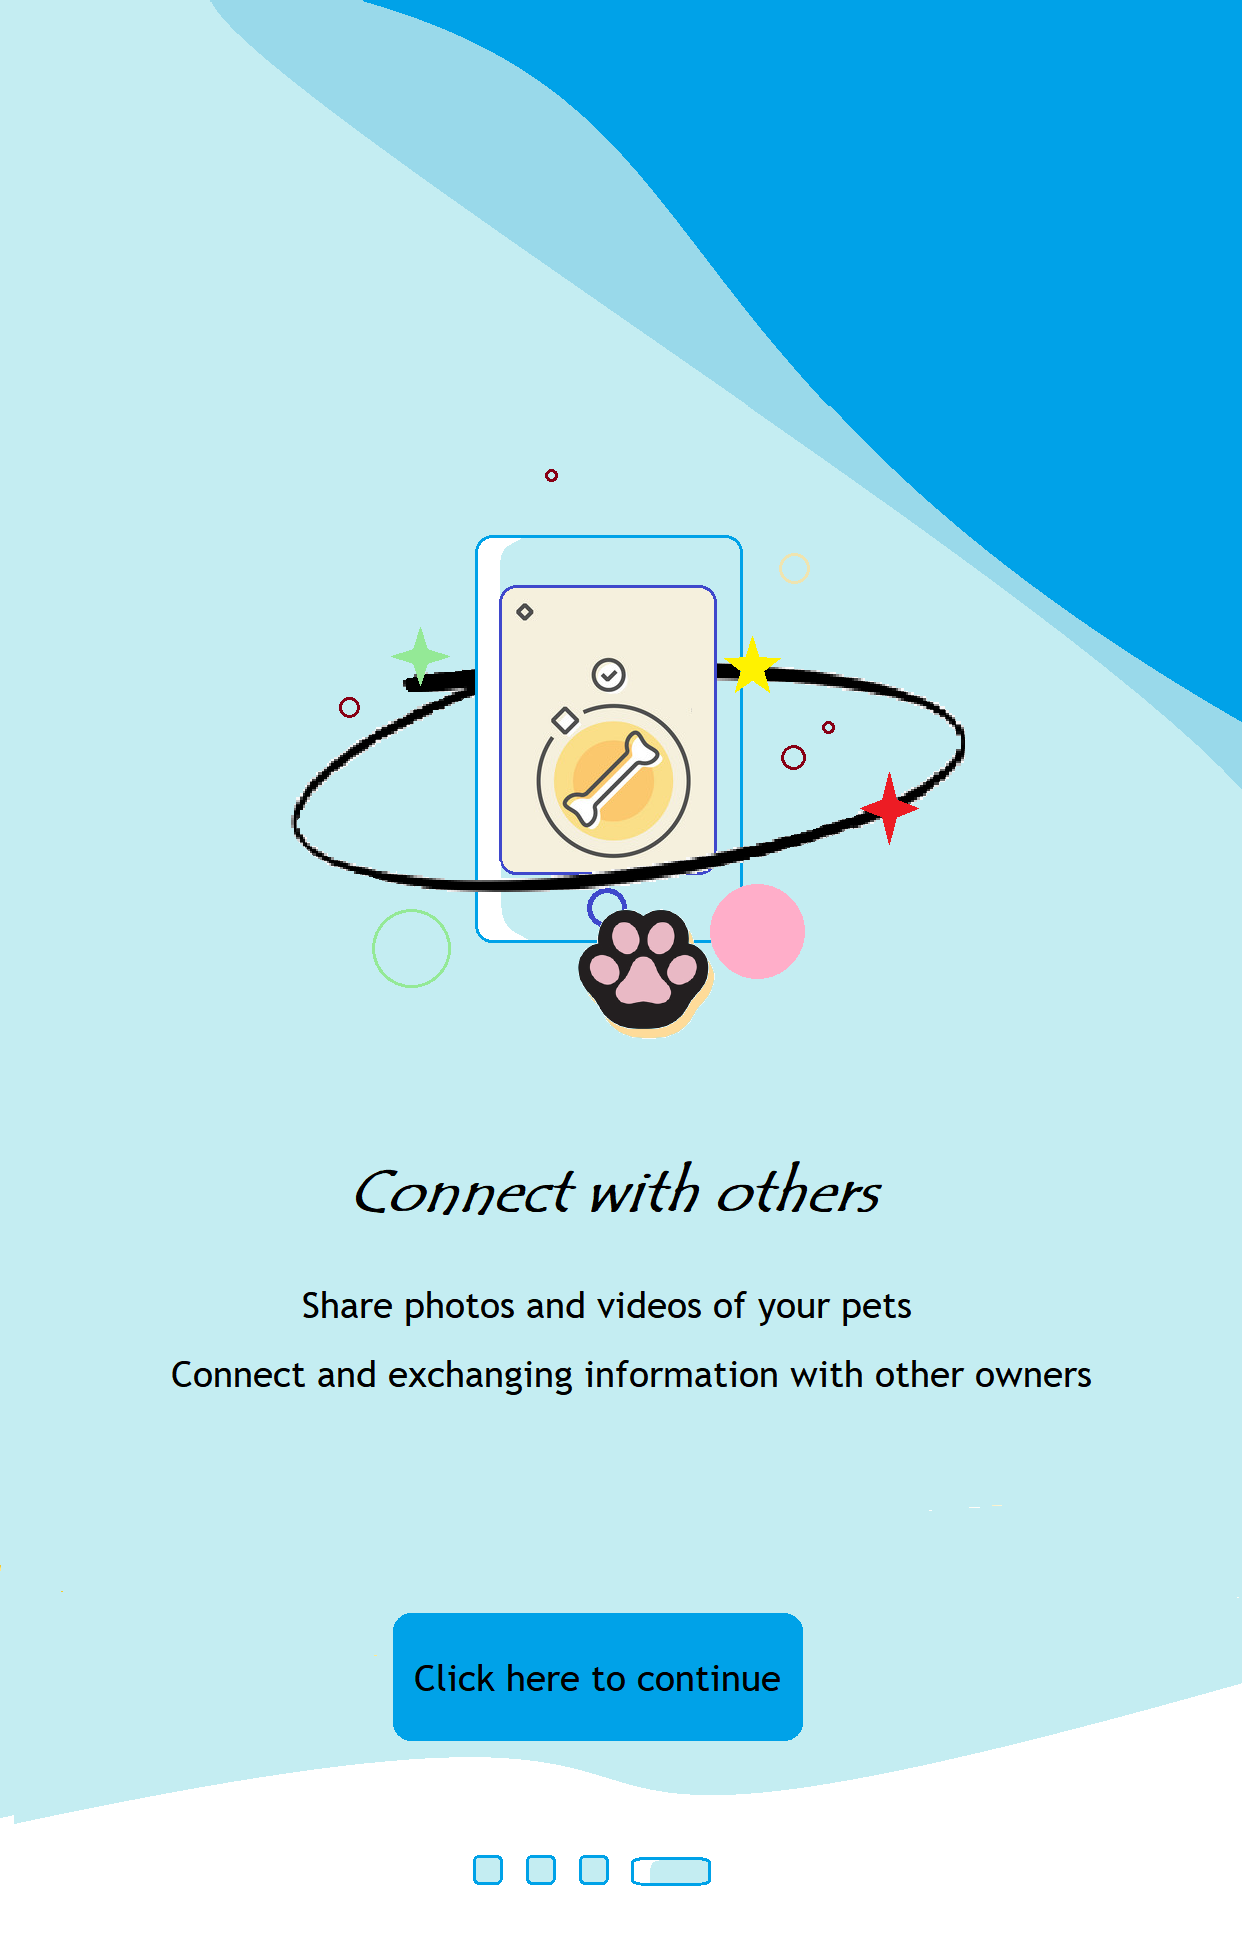 Connect with others
Share photos and videos of your pets
Connect and exchanging information with other owners
Click here to continue